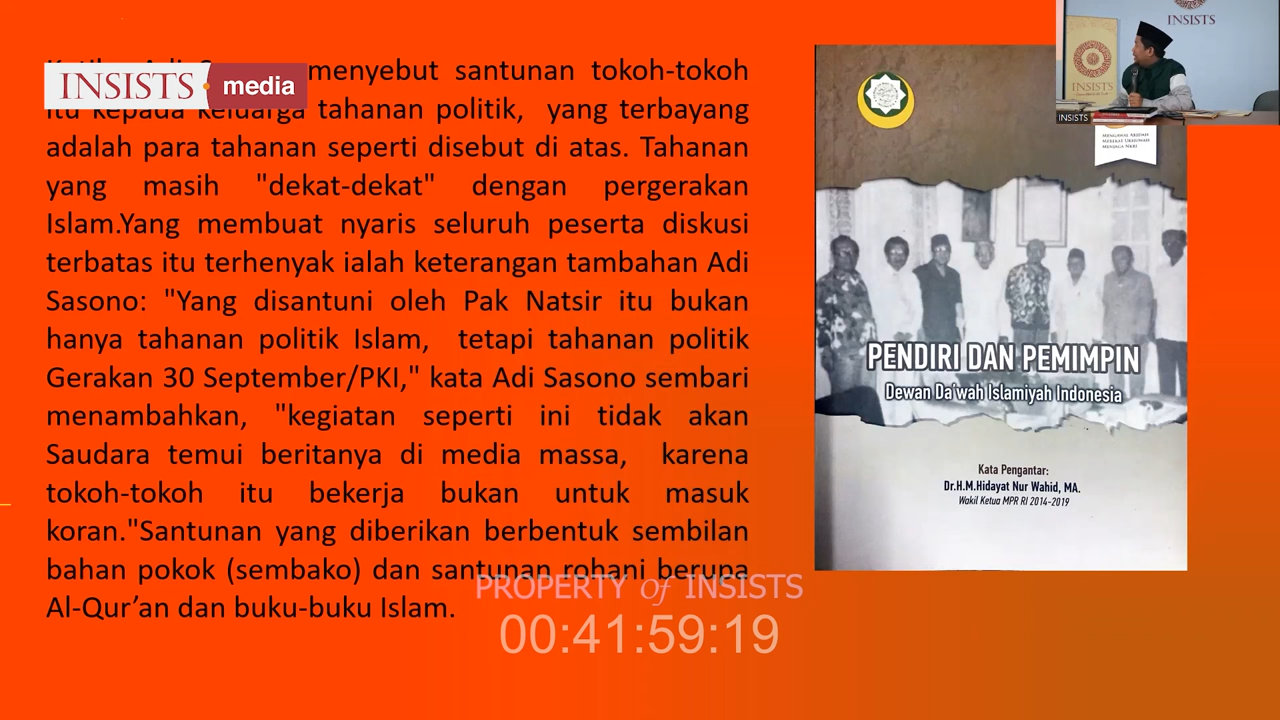 INSISTS media
menyebut santunan tokoh-tokoh
itu kepada keluarga tahanan politik, yang terbayang
adalah para tahanan seperti disebut di atas. Tahanan
yang masih "dekat-dekat" dengan pergerakan
Islam.Yang membuat nyaris seluruh peserta diskusi
terbatas itu terhenyak ialah keterangan tambahan Adi
Sasono: "Yang disantuni oleh Pak Natsir itu bukan
hanya tahanan politik Islam, tetapi tahanan politik
Gerakan 30 September/PKI," kata Adi Sasono sembari
menambahkan, "kegiatan seperti ini tidak akan
Saudara temui beritanya di media massa, karena
tokoh-tokoh itu bekerja bukan untuk masuk
koran."Santunan yang diberikan berbentuk sembilan
bahan pokok (sembako) dan santunan rohani berupa
Al-Qur’an dan buku-buku Islam.
PROPERTY of INSISTS
00:41:59:19
MENGAWAL AKIDAH
MENJAGA NKRI
PENDIRI DAN PEMIMPIN
Dewan Da'wah Islamiyah Indonesia
Kata Pengantar:
Dr.H.M.Hidayat Nur Wahid, MA.
Wakil Ketua MPR RI 2014-2019
INSISTS
INSISTS
INSISTS